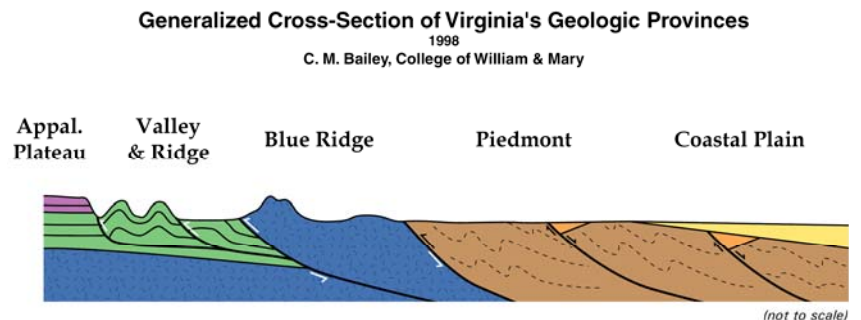 Generalized Cross-Section of Virginia's Geologic Provinces
1998
C. M. Bailey, College of William & Mary
Appal.
Plateau
Valley
& Ridge
Blue Ridge
Piedmont
Coastal Plain
(not to scale)